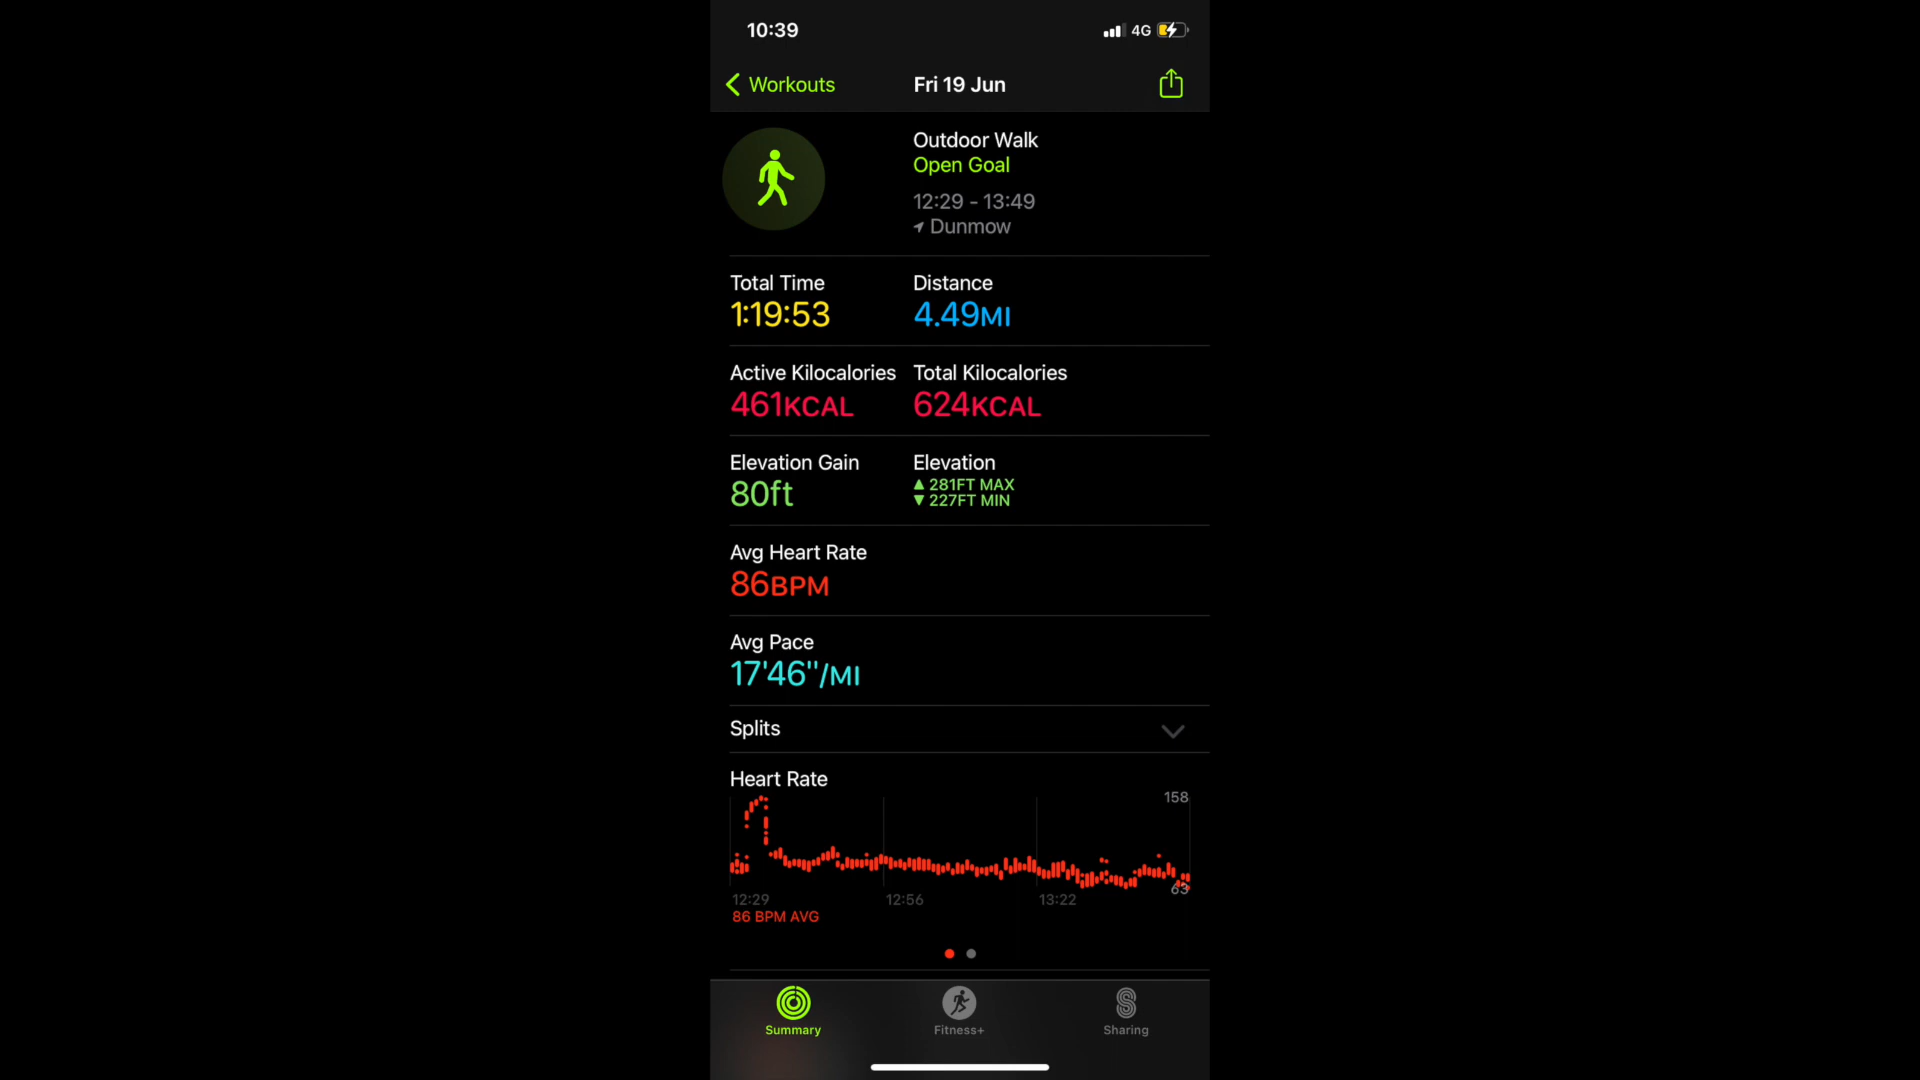 10:39
4G
Workouts
Fri 19 Jun
Outdoor Walk
Open Goal
12:29 - 13:49
Dunmow
Total Time
Distance
1:19:53
4.49MI
Active Kilocalories
Total Kilocalories
461KCAL
624KCAL
Elevation Gain
Elevation
80ft
281FT MAX
227FT MIN
Avg Heart Rate
86BPM
Avg Pace
17'46"/MI
Splits
Heart Rate
158
63
12:29
12:56
13:22
86 BPM AVG
Summary
Fitness+
Sharing